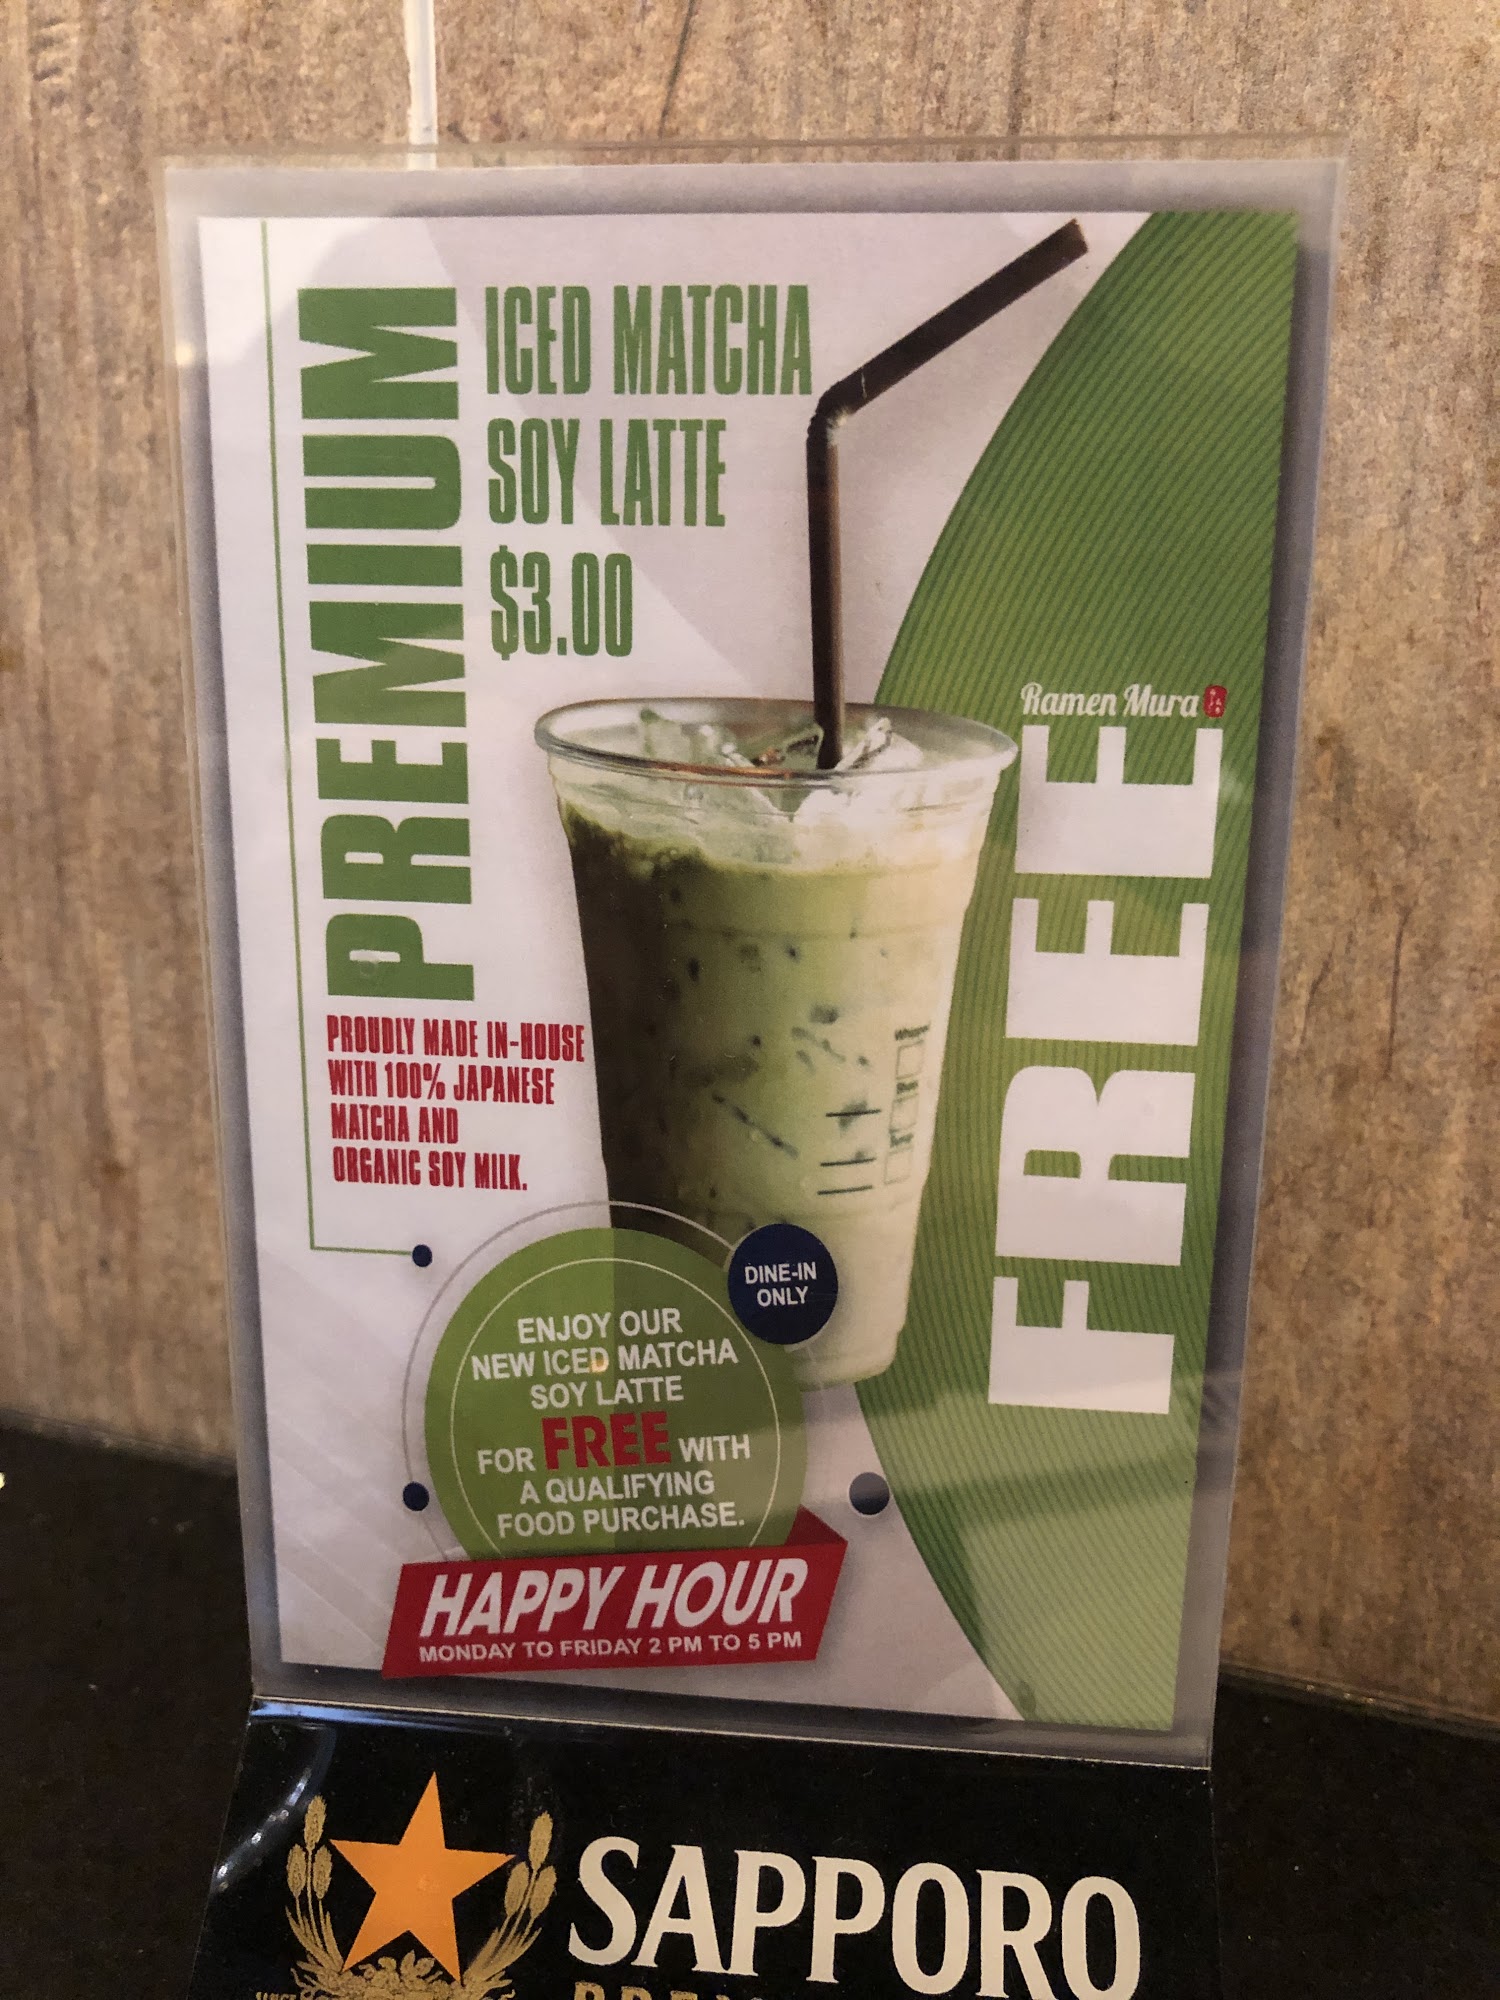 PREMIUM
ICED MATCHA
SOY LATTE
$3.00
PROUDLY MADE IN-HOUSE
WITH 100% JAPANESE
MATCHA AND
ORGANIC SOY MILK.
Ramen Mura
FREE
DINE-IN
ONLY
ENJOY OUR
NEW ICED MATCHA
SOY LATTE
FOR FREE WITH
A QUALIFYING
FOOD PURCHASE.
HAPPY HOUR
MONDAY TO FRIDAY 2 PM TO 5 PM
SAPPORO